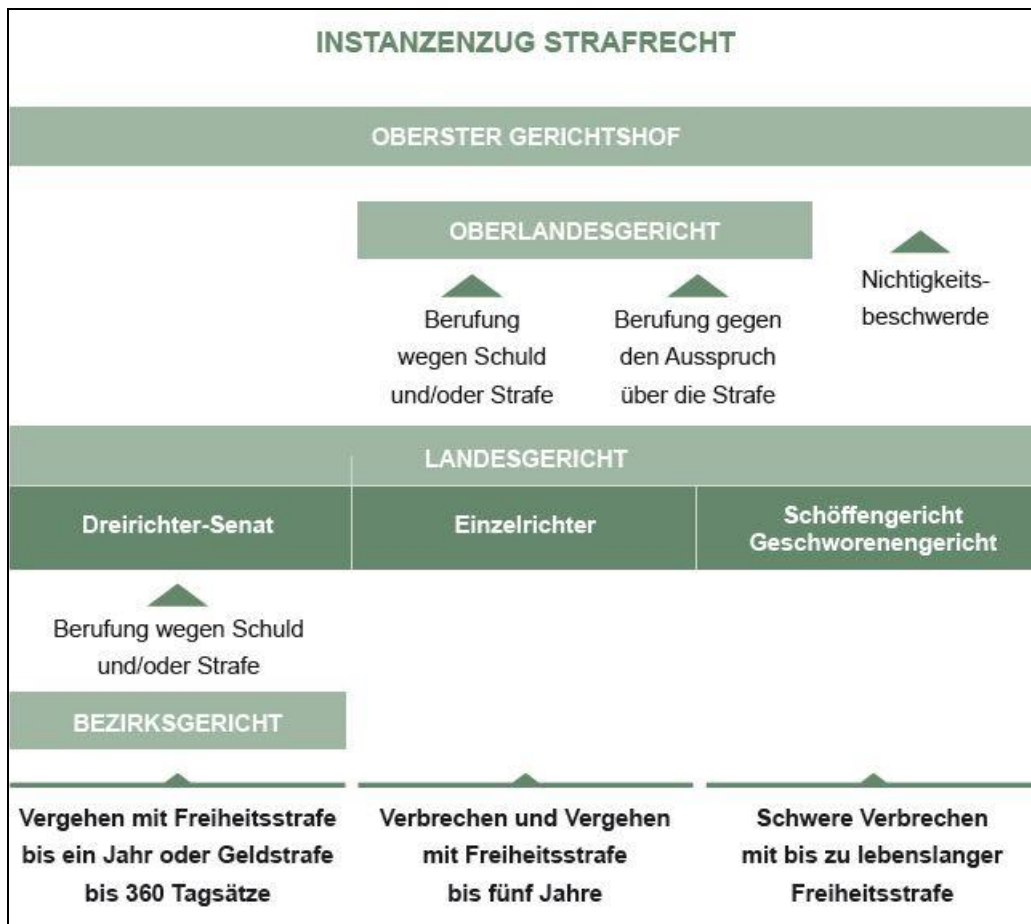 INSTANZENZUG STRAFRECHT
OBERSTER GERICHTSHOF
OBERLANDESGERICHT
Berufung
wegen Schuld
und/oder Strafe
Berufung gegen
den Ausspruch
über die Strafe
Nichtigkeits-
beschwerde
LANDESGERICHT
Dreirichter-Senat
Einzelrichter
Schöffengericht
Geschworenengericht
Berufung wegen Schuld
und/oder Strafe
BEZIRKSGERICHT
Vergehen mit Freiheitsstrafe
bis ein Jahr oder Geldstrafe
bis 360 Tagsätze
Verbrechen und Vergehen
mit Freiheitsstrafe
bis fünf Jahre
Schwere Verbrechen
mit bis zu lebenslanger
Freiheitsstrafe